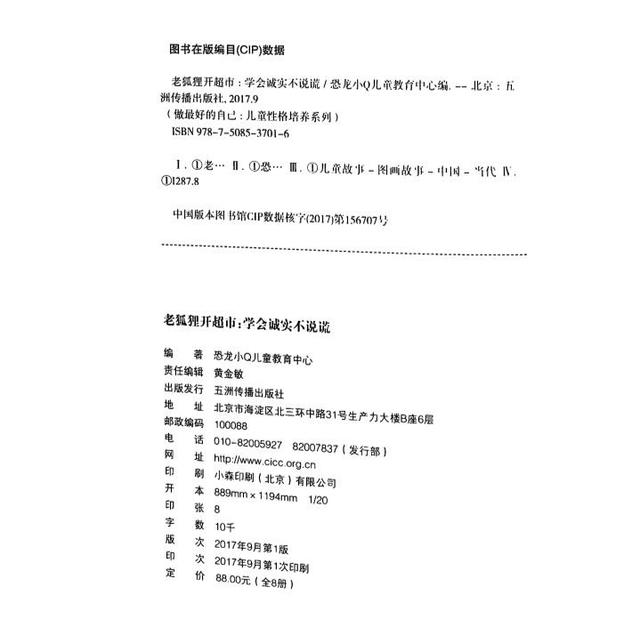 图书在版编目(CIP)数据
老狐狸开超市:学会诚实不说谎/恐龙小Q儿童教育中心编. -- 北京:五
洲传播出版社,2017.9
(做最好的自己:儿童性格培养系列)
ISBN 978-7-5085-3701-6
Ⅰ.①老… Ⅱ.①恐… Ⅲ.①儿童故事-图画故事-中国-当代 Ⅳ.
①I287.8
中国版本图书馆CIP数据核字(2017)第156707号
老狐狸开超市:学会诚实不说谎
编 著 恐龙小Q儿童教育中心
责任编辑 黄金敏
出版发行 五洲传播出版社
地 址 北京市海淀区北三环中路31号生产力大楼B座6层
邮政编码 100088
电 话 010-82005927 82007837(发行部)
网 址 http://www.cicc.org.cn
印 刷 小森印刷(北京)有限公司
开 本 889mm×1194mm 1/20
印 张 8
字 数 10千
版 次 2017年9月第1版
印 次 2017年9月第1次印刷
定 价 88.00元(全8册)